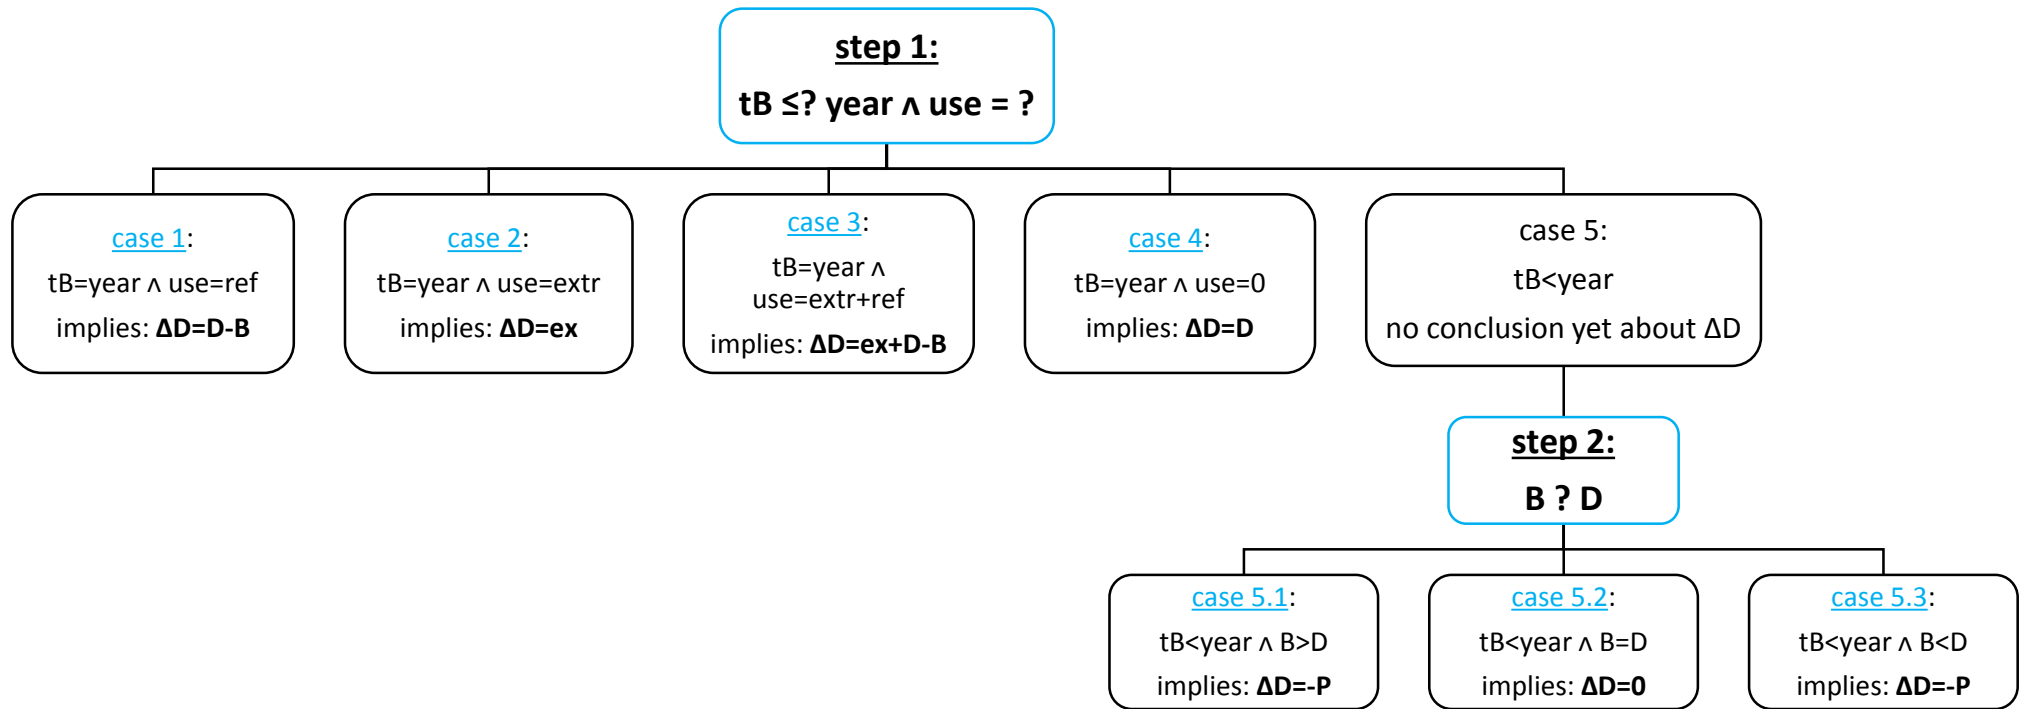 step 1:
tB ≤? year ᴧ use = ?
case 1:
tB=year ᴧ use=ref
implies: ΔD=D-B
case 2:
tB=year ᴧ use=extr
implies: ΔD=ex
case 3:
tB=year ᴧ
use=extr+ref
implies: ΔD=ex+D-B
case 4:
tB=year ᴧ use=0
implies: ΔD=D
case 5:
tB<year
no conclusion yet about ΔD
step 2:
B ? D
case 5.1:
tB<year ᴧ B>D
implies: ΔD=-P
case 5.2:
tB<year ᴧ B=D
implies: ΔD=0
case 5.3:
tB<year ᴧ B<D
implies: ΔD=-P